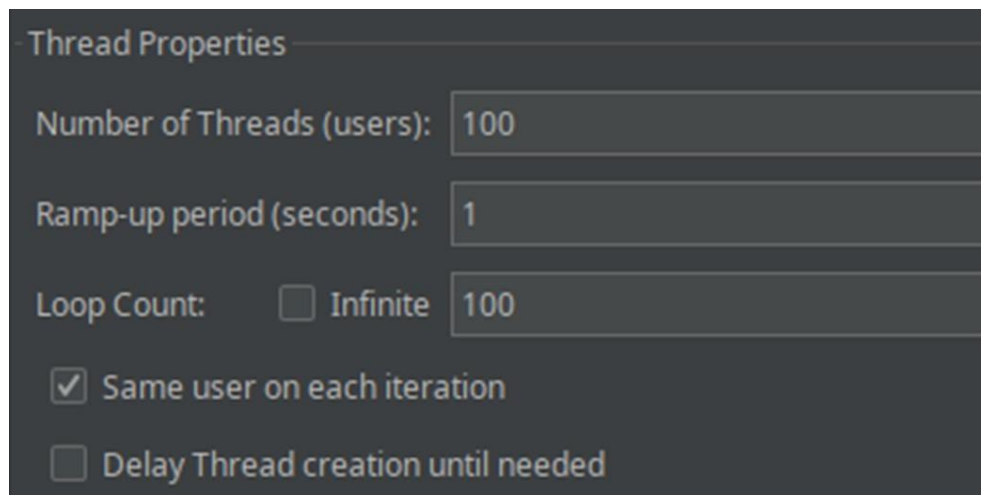 Thread Properties
Number of Threads (users): 100
Ramp-up period (seconds): 1
Loop Count: Infinite 100
Same user on each iteration
Delay Thread creation until needed